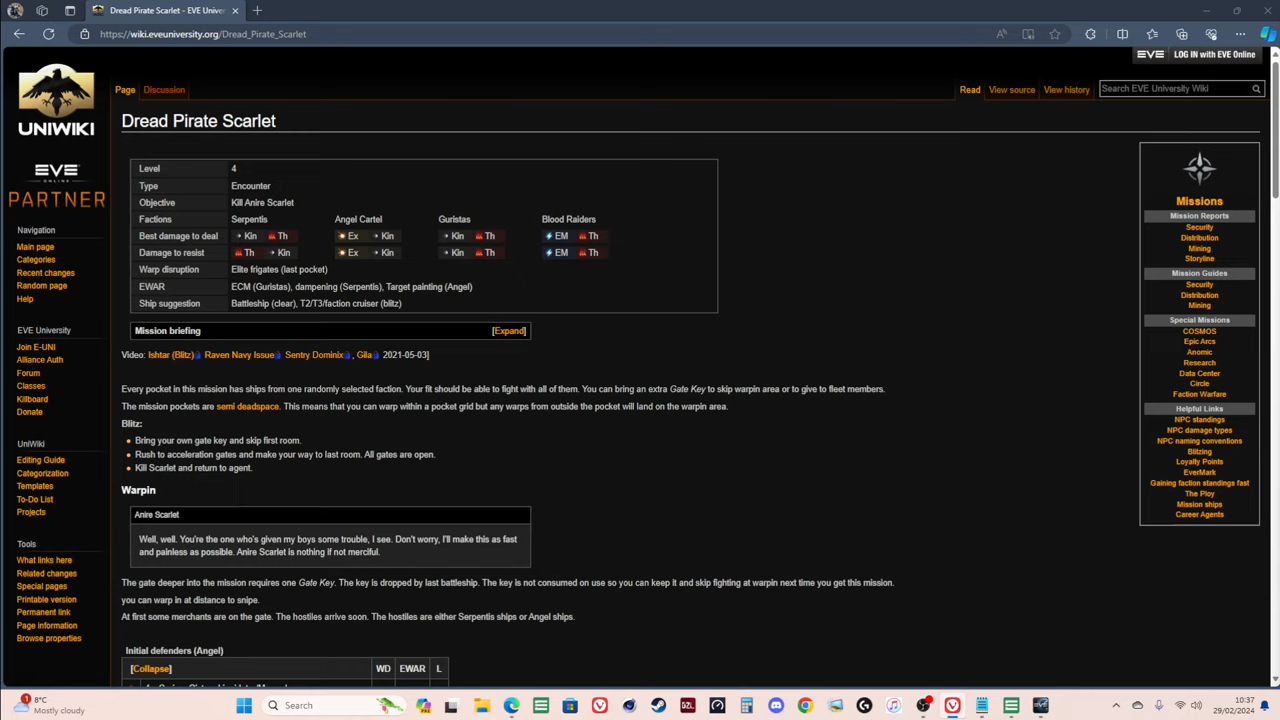 Dread Pirate Scarlet - EVE Univer
https://wiki.eveuniversity.org/Dread_Pirate_Scarlet
EVE LOG IN with EVE Online
UNIWIKI
EVE
ONLINE
PARTNER
Page Discussion Read View source View history Search EVE University Wiki
Dread Pirate Scarlet
Level 4
Type Encounter
Objective Kill Anire Scarlet
Factions Serpentis Angel Cartel Guristas Blood Raiders
Best damage to deal Kin Th Ex Kin Kin Th EM Th
Damage to resist Th Kin Ex Kin Kin Th EM Th
Warp disruption Elite frigates (last pocket)
EWAR ECM (Guristas), dampening (Serpentis), Target painting (Angel)
Ship suggestion Battleship (clear), T2/T3/faction cruiser (blitz)
Mission briefing [Expand]
Video: Ishtar (Blitz) Raven Navy Issue Sentry Dominix , Gila 2021-05-03]
Every pocket in this mission has ships from one randomly selected faction. Your fit should be able to fight with all of them. You can bring an extra Gate Key to skip warpin area or to give to fleet members.
The mission pockets are semi deadspace. This means that you can warp within a pocket grid but any warps from outside the pocket will land on the warpin area.
Blitz:
Bring your own gate key and skip first room.
Rush to acceleration gates and make your way to last room. All gates are open.
Kill Scarlet and return to agent.
Warpin
Anire Scarlet
Well, well. You're the one who's given my boys some trouble, I see. Don't worry, I'll make this as fast
and painless as possible. Anire Scarlet is nothing if not merciful.
The gate deeper into the mission requires one Gate Key. The key is dropped by last battleship. The key is not consumed on use so you can keep it and skip fighting at warpin next time you get this mission.
you can warp in at distance to snipe.
At first some merchants are on the gate. The hostiles arrive soon. The hostiles are either Serpentis ships or Angel ships.
Initial defenders (Angel)
[Collapse] WD EWAR L
Navigation
Main page
Categories
Recent changes
Random page
Help
EVE University
Join E-UNI
Alliance Auth
Forum
Classes
Killboard
Donate
UniWiki
Editing Guide
Categorization
Templates
To-Do List
Projects
Tools
What links here
Related changes
Special pages
Printable version
Permanent link
Page information
Browse properties
Missions
Mission Reports
Security
Distribution
Mining
Storyline
Mission Guides
Security
Distribution
Mining
Special Missions
COSMOS
Epic Arcs
Anomic
Research
Data Center
Circle
Faction Warfare
Helpful Links
NPC standings
NPC damage types
NPC naming conventions
Blitzing
Loyalty Points
EverMark
Gaining faction standings fast
The Ploy
Mission ships
Career Agents
1
8°C
Mostly cloudy
Search
10:37
29/02/2024